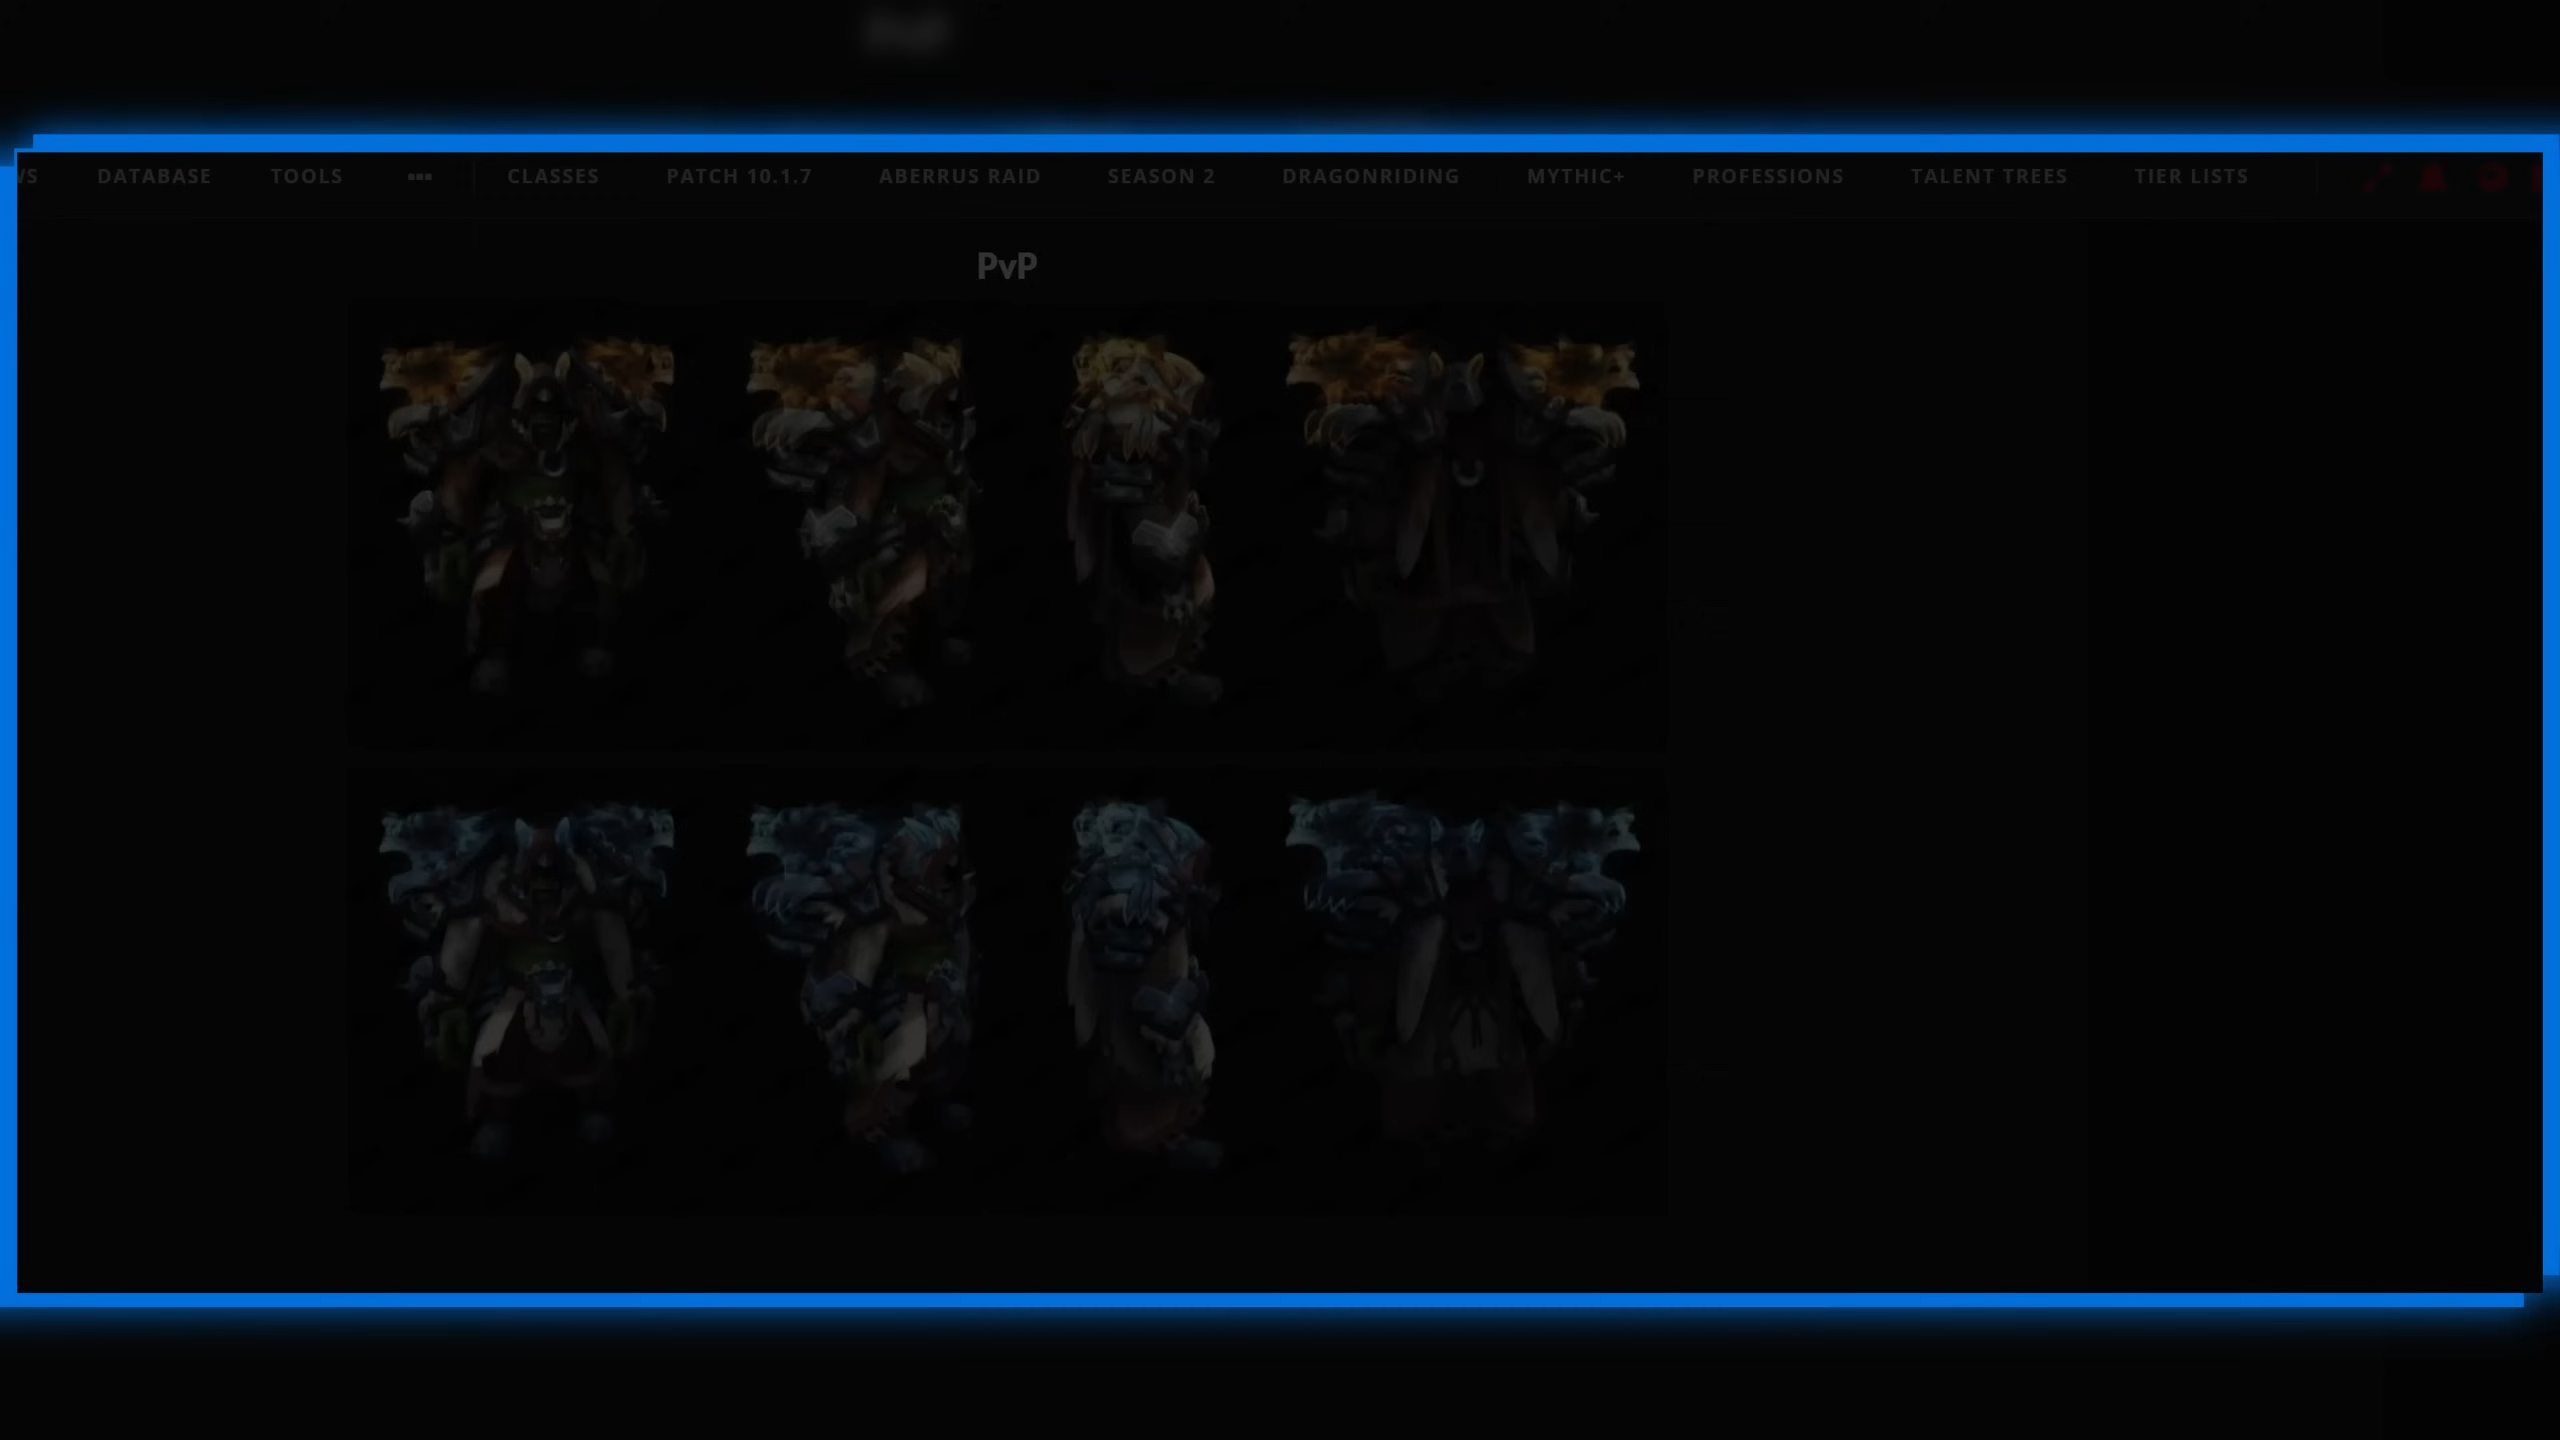 WS DATABASE TOOLS CLASSES PATCH 10.1.7 ABERRUS RAID SEASON 2 DRAGONRIDING MYTHIC+ PROFESSIONS TALENT TREES TIER LISTS
PvP